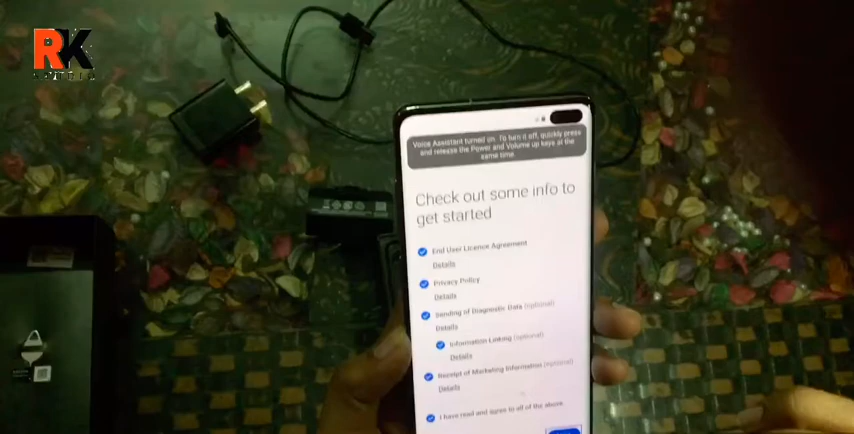 RK
STUDIO
Voice Assistant turned on. To turn it off, quickly press
and release the Power and Volume up keys at the
same time.
Check out some info to
get started
End User Licence Agreement
Details
Privacy Policy
Details
Sending of Diagnostic Data (optional)
Details
Information Linking (optional)
Details
Receipt of Marketing Information (optional)
Details
I have read and agree to all of the above.